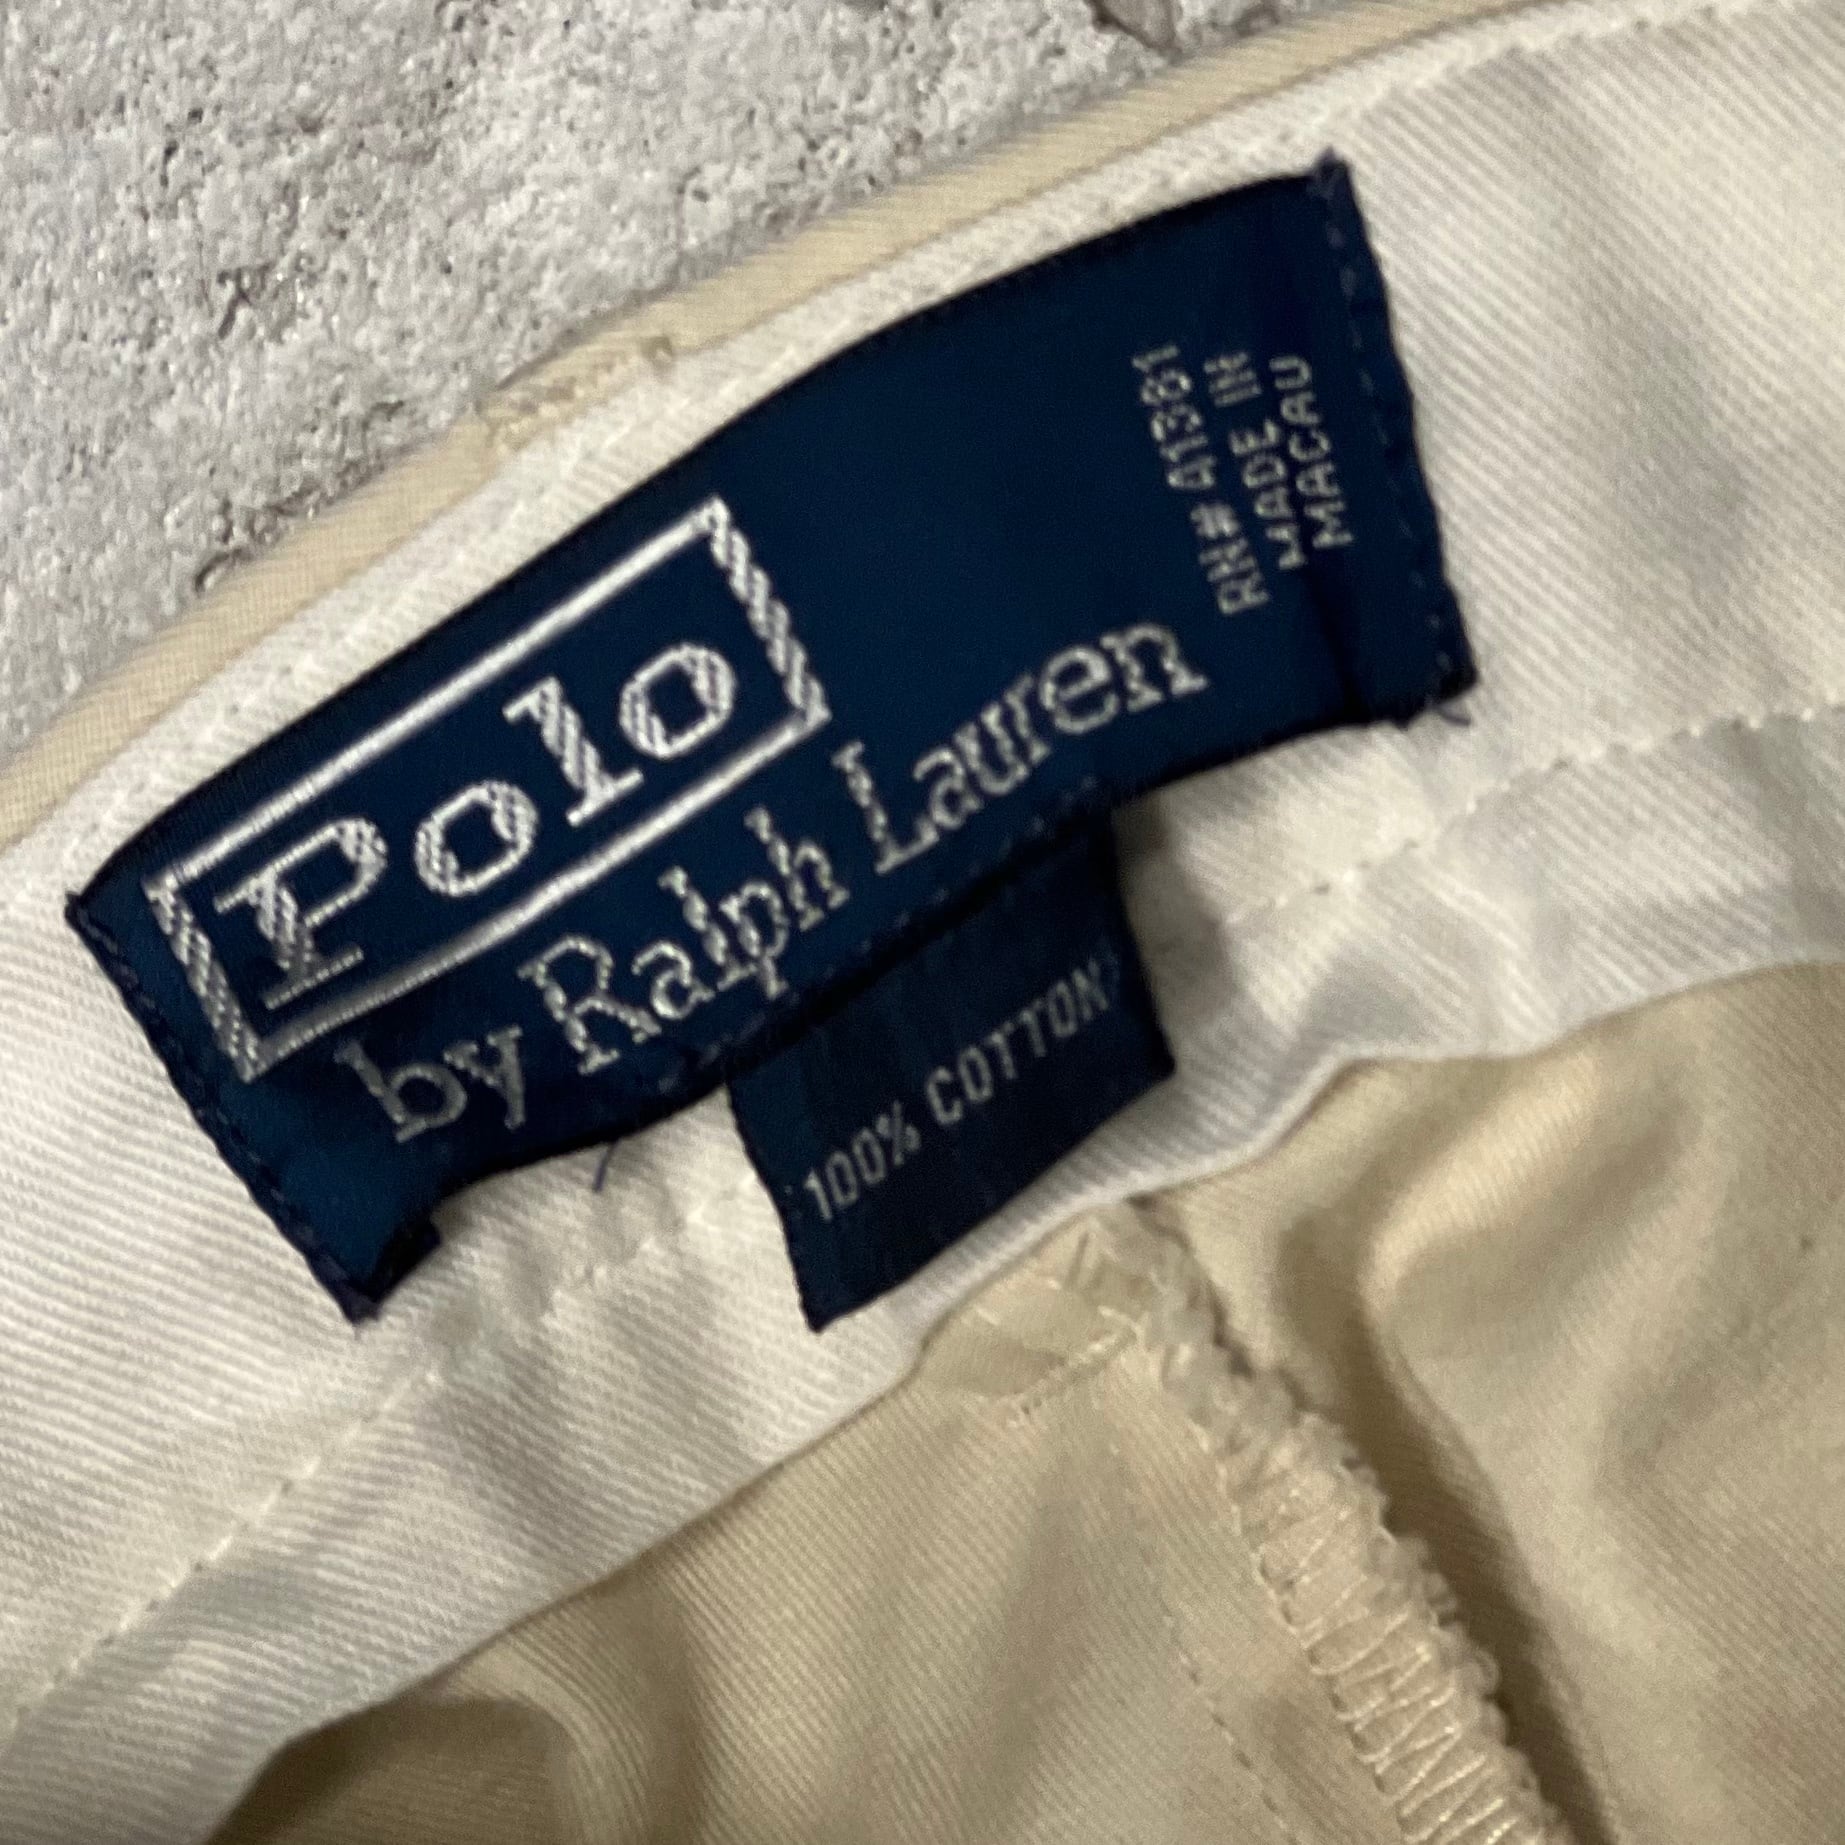 Polo
by Ralph Lauren
RN# 41381
MADE IN
MACAU
100% COTTON